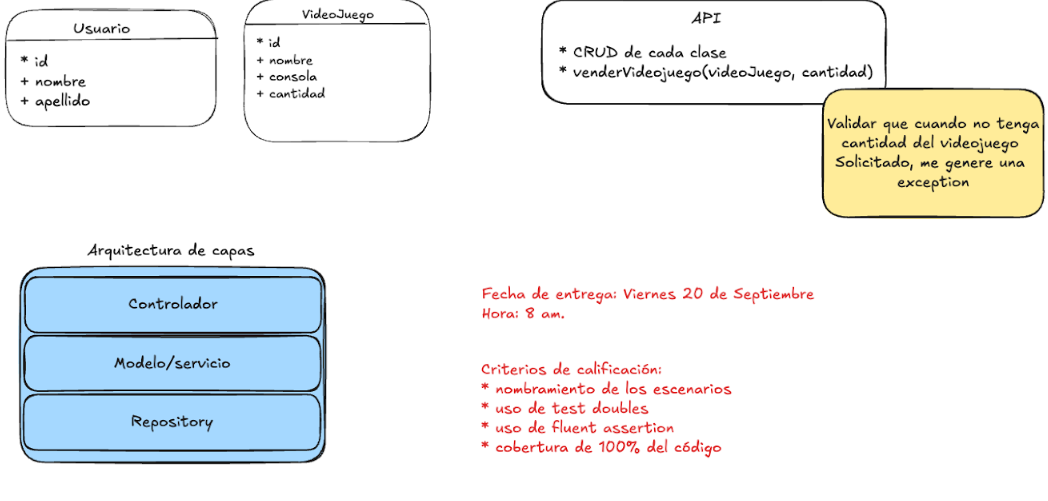 Usuario
* id
+ nombre
+ apellido
VideoJuego
* id
+ nombre
+ consola
+ cantidad
API
* CRUD de cada clase
* venderVideojuego(videoJuego, cantidad)
Validar que cuando no tenga
cantidad del videojuego
Solicitado, me genere una
exception
Arquitectura de capas
Controlador
Modelo/servicio
Repository
Fecha de entrega: Viernes 20 de Septiembre
Hora: 8 am.
Criterios de calificación:
* nombramiento de los escenarios
* uso de test doubles
* uso de fluent assertion
* cobertura de 100% del código